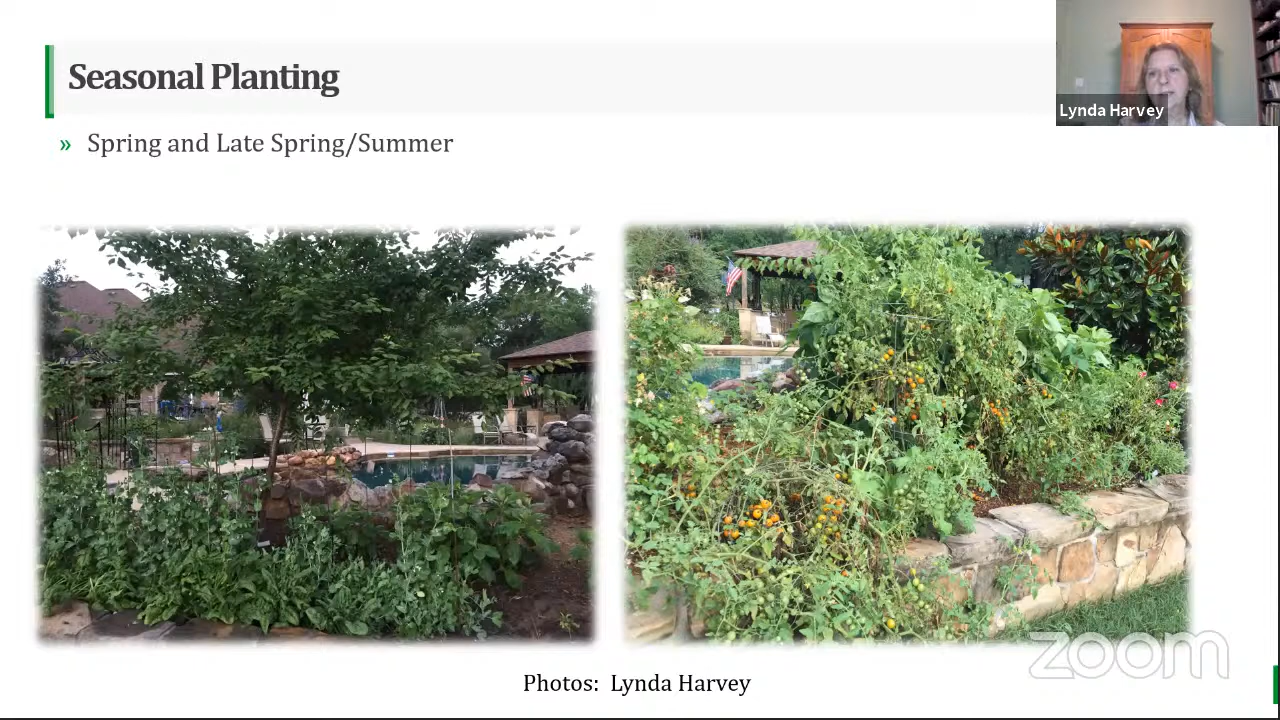 Seasonal Planting
Lynda Harvey
» Spring and Late Spring/Summer
Photos: Lynda Harvey
zoom